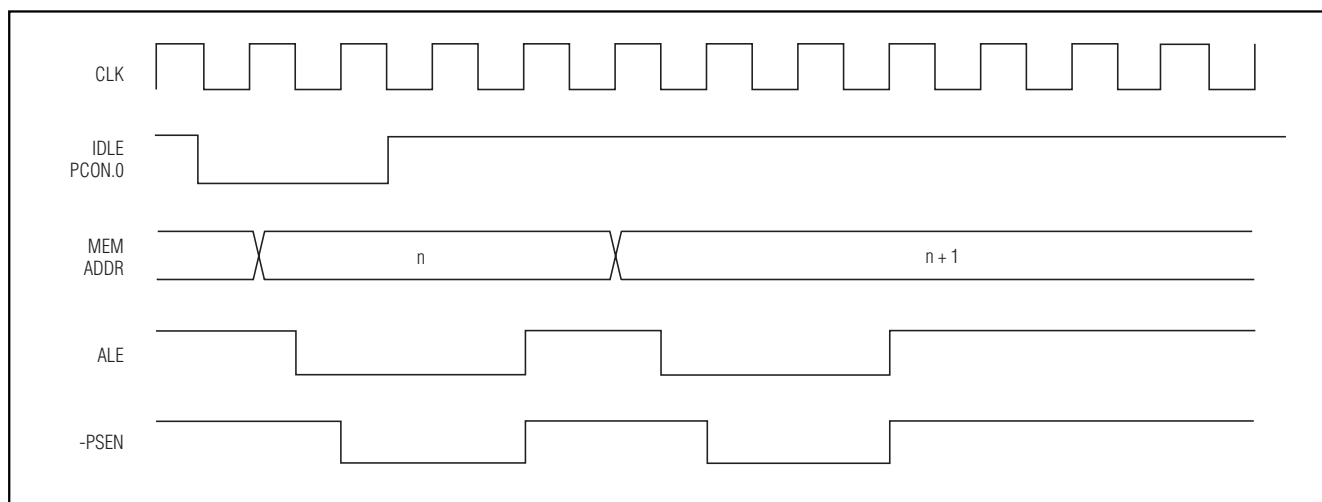 CLK
IDLE
PCON.0
MEM
ADDR
n
n + 1
ALE
-PSEN